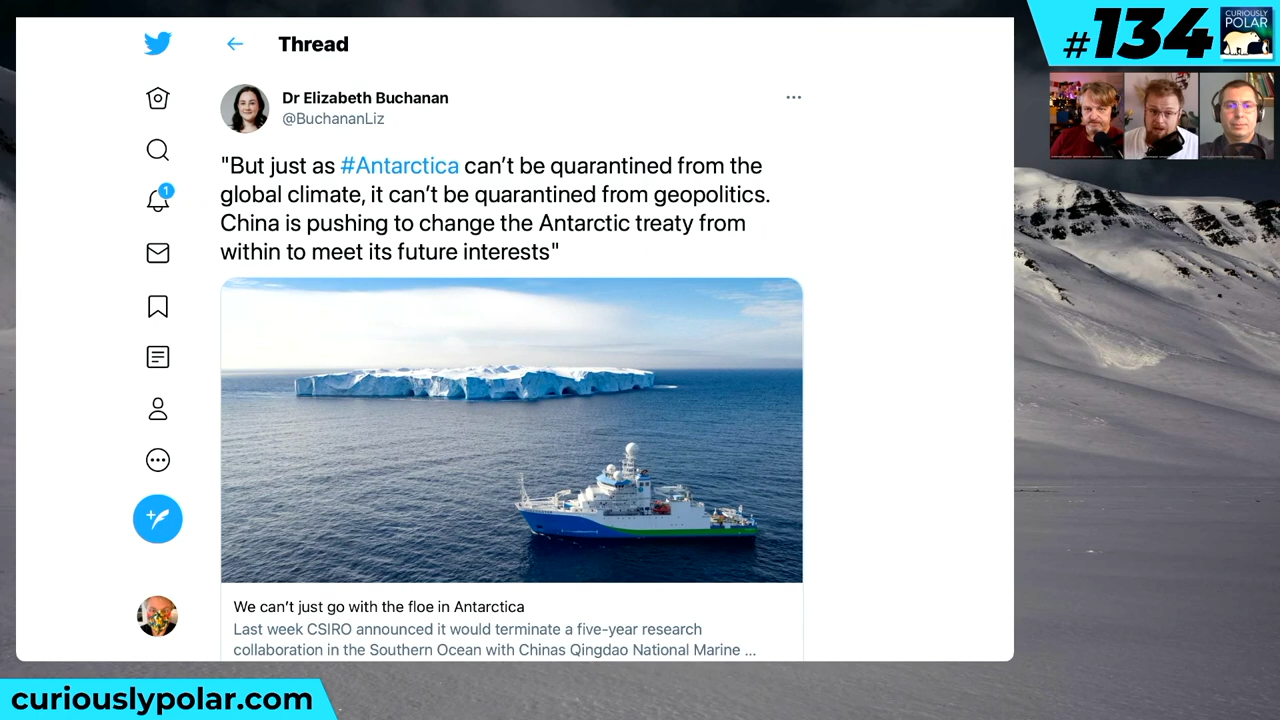 Thread
#134
CURIOUSLY
POLAR
Dr Elizabeth Buchanan
@BuchananLiz
1
"But just as #Antarctica can’t be quarantined from the
global climate, it can’t be quarantined from geopolitics.
China is pushing to change the Antarctic treaty from
within to meet its future interests"
We can’t just go with the floe in Antarctica
Last week CSIRO announced it would terminate a five-year research
collaboration in the Southern Ocean with Chinas Qingdao National Marine ...
curiouslypolar.com